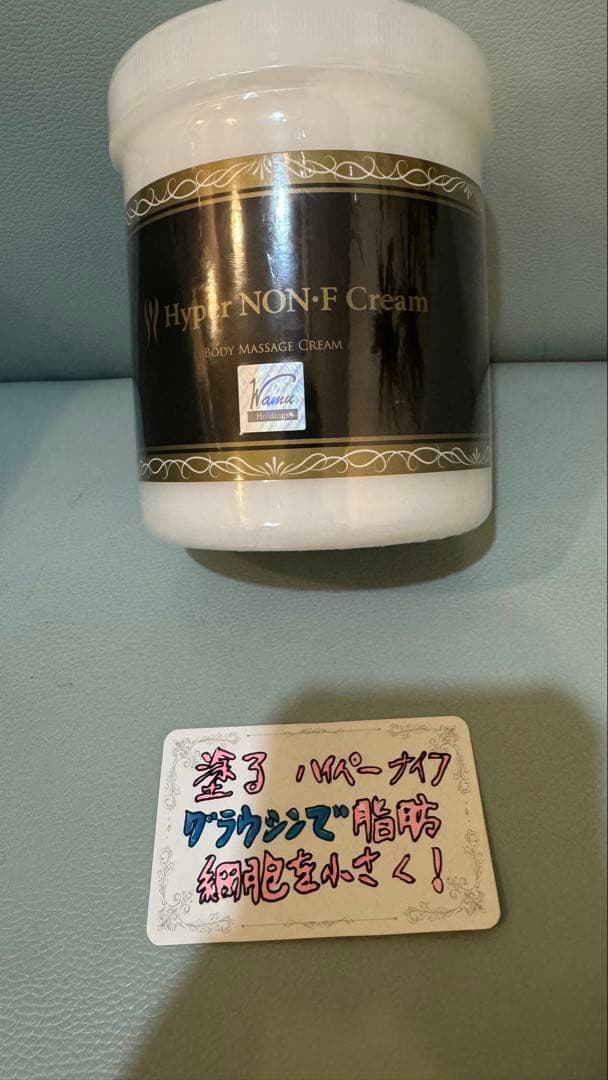 Hyper NON・F Cream
BODY MASSAGE CREAM
Wamu
Holdings
塗る ハイパーナイフ
グラウシンで脂肪
細胞を小さく!